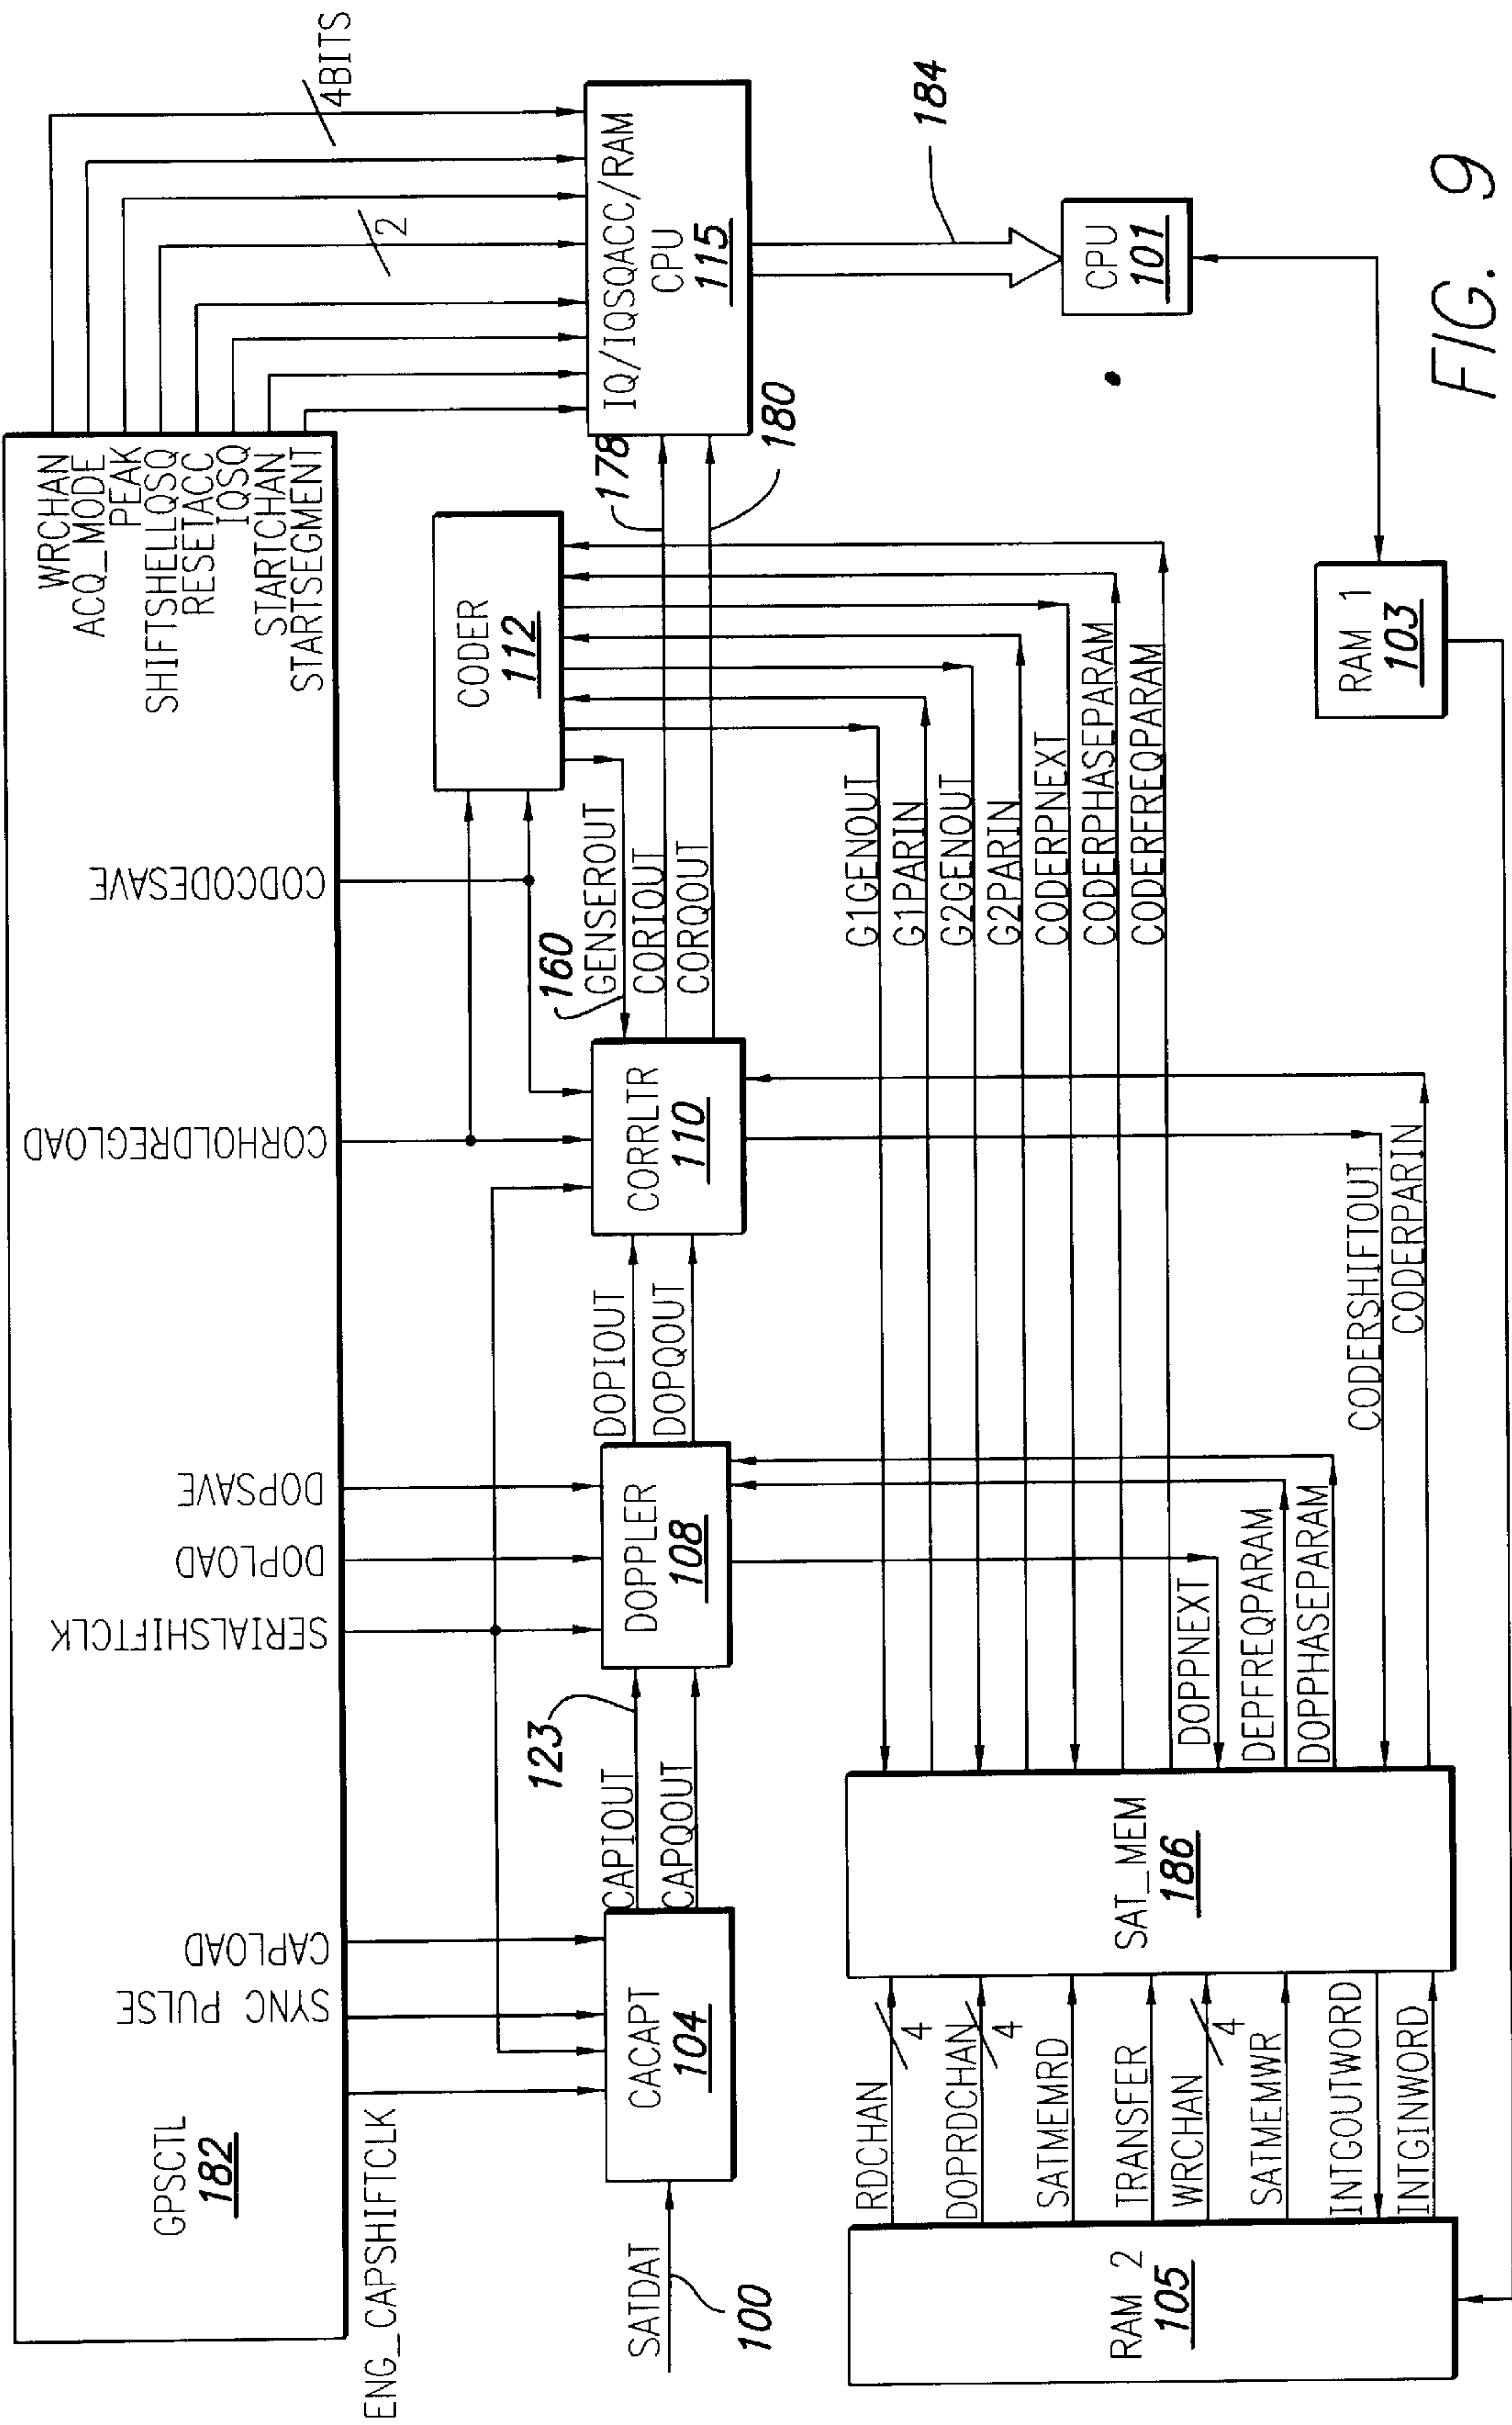 GPSCTL
182
ENG_CAPSHIFTCLK
SYNC PULSE
CAPLOAD
SERIALSHIFTCLK
DOPLOAD
DOPSAVE
CORHOLDREGLOAD
CODCODESAVE
WRCHAN
ACQ_MODE
PEAK
SHIFTSHELLQSQ
RESETACC
IQSQ
STARTCHAN
STARTSEGMENT
4BITS
2
SATDAT
100
CACAPT
104
CAPIOUT
CAPQOUT
123
DOPPLER
108
DOPIOUT
DOPQOUT
CORRLTR
110
160
GENSEROUT
CORIOUT
CORQOUT
CODER
112
178
180
IQ/IQSQACC/RAM
CPU
115
184
CPU
101
RAM 1
103
G1GENOUT
G1PARIN
G2GENOUT
G2PARIN
CODERPNEXT
CODERPHASEPARAM
CODERFREQPARAM
DOPPNEXT
DEPFREQPARAM
DOPPHASEPARAM
CODERSHIFTOUT
CODERPARIN
SAT_MEM
186
RDCHAN
4
DOPRDCHAN
4
SATMEMRD
TRANSFER
WRCHAN
4
SATMEMWR
INTGOUTWORD
INTGINWORD
RAM 2
105
FIG. 9